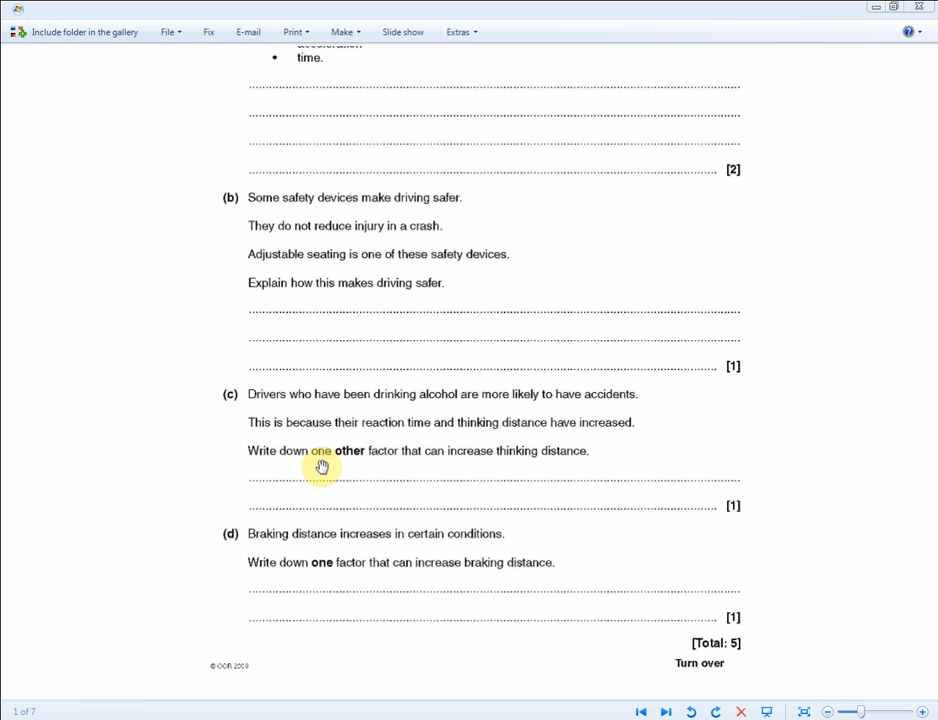 Include folder in the gallery File Fix E-mail Print Make Slide show Extras
acceleration
• time.
[2]
(b) Some safety devices make driving safer.
They do not reduce injury in a crash.
Adjustable seating is one of these safety devices.
Explain how this makes driving safer.
[1]
(c) Drivers who have been drinking alcohol are more likely to have accidents.
This is because their reaction time and thinking distance have increased.
Write down one other factor that can increase thinking distance.
[1]
(d) Braking distance increases in certain conditions.
Write down one factor that can increase braking distance.
[1]
[Total: 5]
© OCR 2009 Turn over
1 of 7